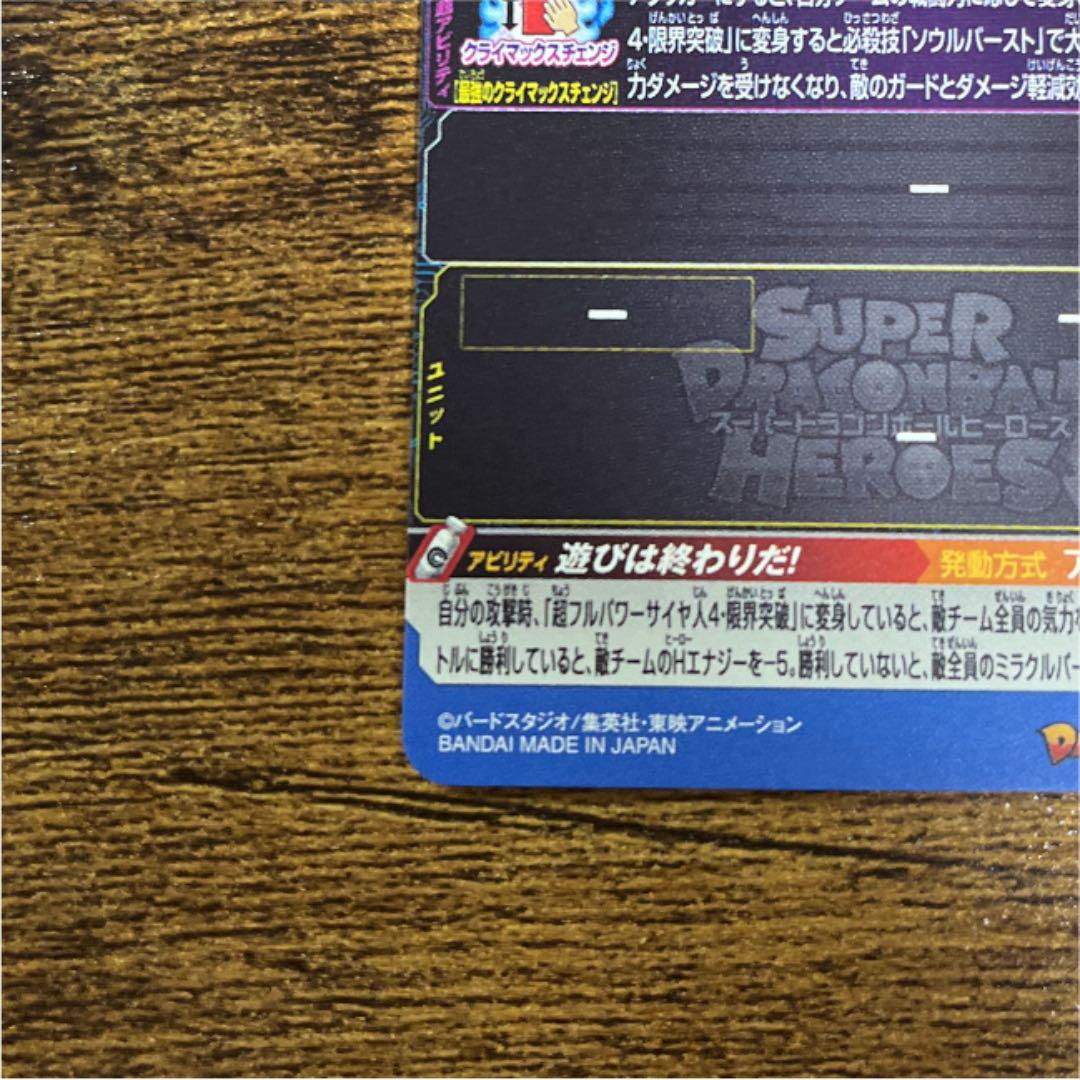 4・限界突破」に変身すると必殺技「ソウルバースト」で大
クライマックスチェンジ
[最強のクライマックスチェンジ]
力ダメージを受けなくなり、敵のガードとダメージ軽減効
ー
ー
SUPER
DRAGONBALL
スーパードラゴンボールヒーローズ
ー
HEROES
ユニット
アビリティ 遊びは終わりだ!
発動方式
自分の攻撃時、「超フルパワーサイヤ人4・限界突破」に変身していると、敵チーム全員の気力
トルに勝利していると、敵チームのHエナジーを-5。勝利していないと、敵全員のミラクルバー
©バードスタジオ/集英社・東映アニメーション
BANDAI MADE IN JAPAN